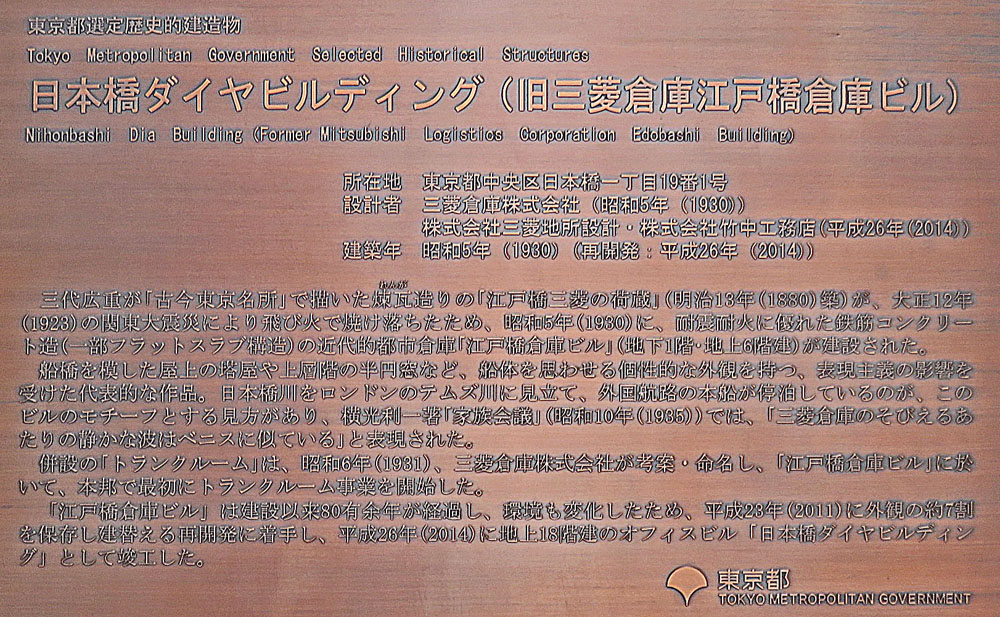 東京都選定歴史的建造物
Tokyo Metropolitan Government Selected Historical Structures
日本橋ダイヤビルディング（旧三菱倉庫江戸橋倉庫ビル）
Nihonbashi Dia Building (Former Mitsubishi Logistics Corporation Edobashi Building)
所在地 東京都中央区日本橋一丁目19番1号
設計者 三菱倉庫株式会社（昭和5年（1930））
株式会社三菱地所設計・株式会社竹中工務店(平成26年(2014))
建築年 昭和5年（1930）（再開発：平成26年（2014））
れんが
三代広重が「古今東京名所」で描いた煉瓦造りの「江戸橋三菱の荷蔵」(明治13年(1880)築)が、大正12年
(1923)の関東大震災により飛び火で焼け落ちたため、昭和5年(1930)に、耐震耐火に優れた鉄筋コンクリー
ト造(一部フラットスラブ構造)の近代的都市倉庫「江戸橋倉庫ビル」(地下1階・地上6階建)が建設された。
船橋を模した屋上の塔屋や上層階の半円窓など、船体を思わせる個性的な外観を持つ、表現主義の影響を
受けた代表的な作品。日本橋川をロンドンのテムズ川に見立て、外国航路の本船が停泊しているのが、この
ビルのモチーフとする見方があり、横光利一著「家族会議」(昭和10年(1935))では、「三菱倉庫のそびえるあ
たりの静かな波はベニスに似ている」と表現された。
併設の「トランクルーム」は、昭和6年(1931)、三菱倉庫株式会社が考案・命名し、「江戸橋倉庫ビル」に於
いて、本邦で最初にトランクルーム事業を開始した。
「江戸橋倉庫ビル」は建設以来80有余年が経過し、環境も変化したため、平成23年(2011)に外観の約7割
を保存し建替える再開発に着手し、平成26年(2014)に地上18階建のオフィスビル「日本橋ダイヤビルディン
グ」として竣工した。
東京都
TOKYO METROPOLITAN GOVERNMENT